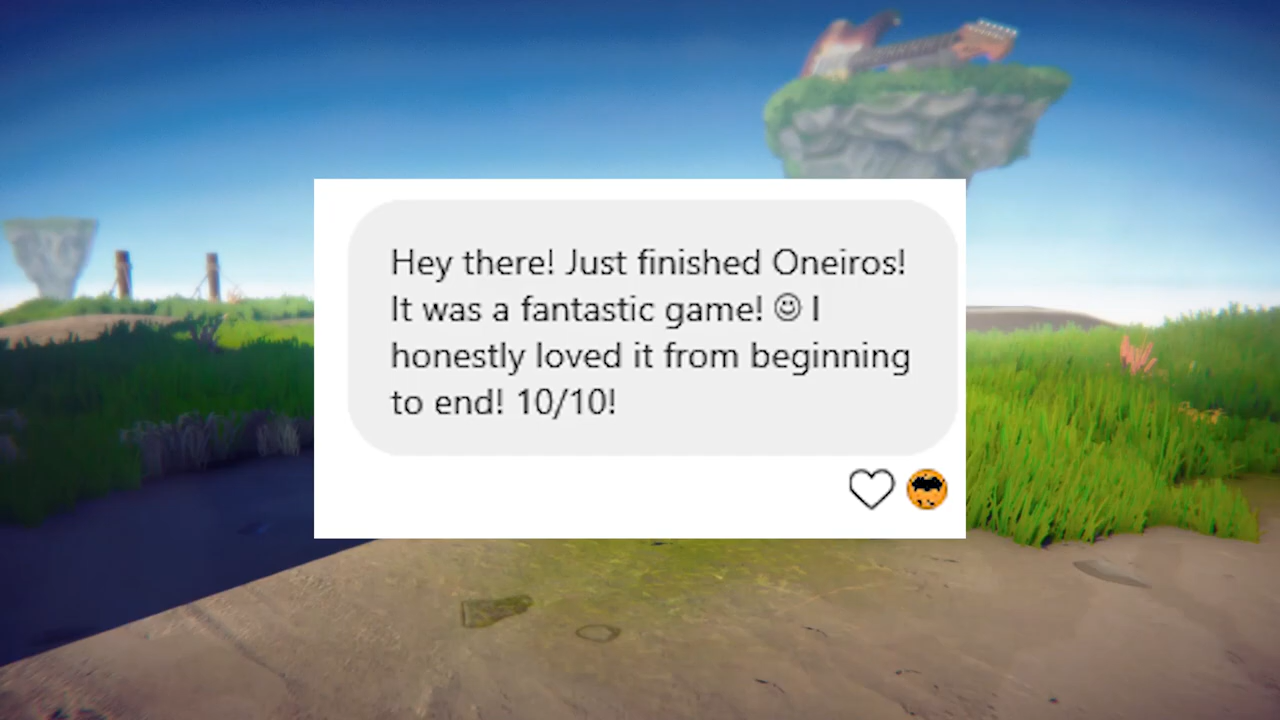 Hey there! Just finished Oneiros!
It was a fantastic game! ☺ I
honestly loved it from beginning
to end! 10/10!